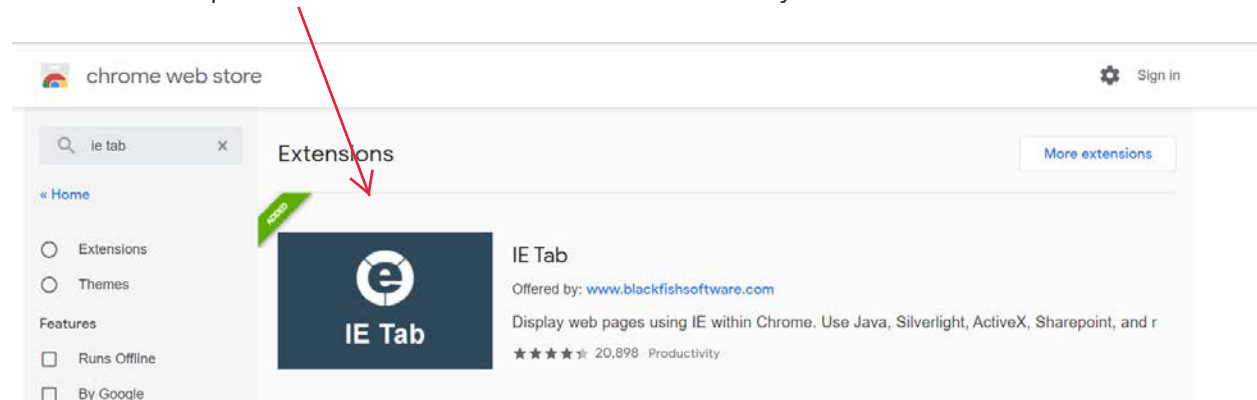 chrome web store
Sign in
ie tab
« Home
Extensions
Themes
Features
Runs Offline
By Google
Extensions
More extensions
ADDED
IE Tab
IE Tab
Offered by: www.blackfishsoftware.com
Display web pages using IE within Chrome. Use Java, Silverlight, ActiveX, Sharepoint, and r
20,898 Productivity